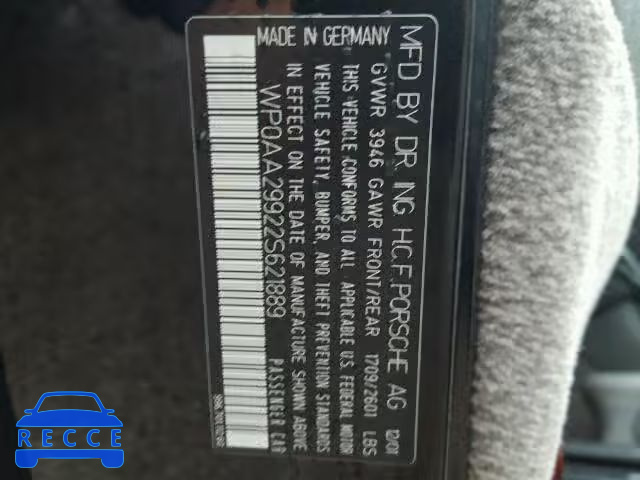 MFD BY DR. ING H.C.F.PORSCHE AG 12/01
GVWR 3946 GAWR FRONT/REAR 1709/2601 LBS
THIS VEHICLE CONFORMS TO ALL APPLICABLE U.S. FEDERAL MOTOR
VEHICLE SAFETY, BUMPER, AND THEFT PREVENTION STANDARDS
IN EFFECT ON THE DATE OF MANUFACTURE SHOWN ABOVE
WP0AA29922S621889 PASSENGER CAR
MADE IN GERMANY
RECCE